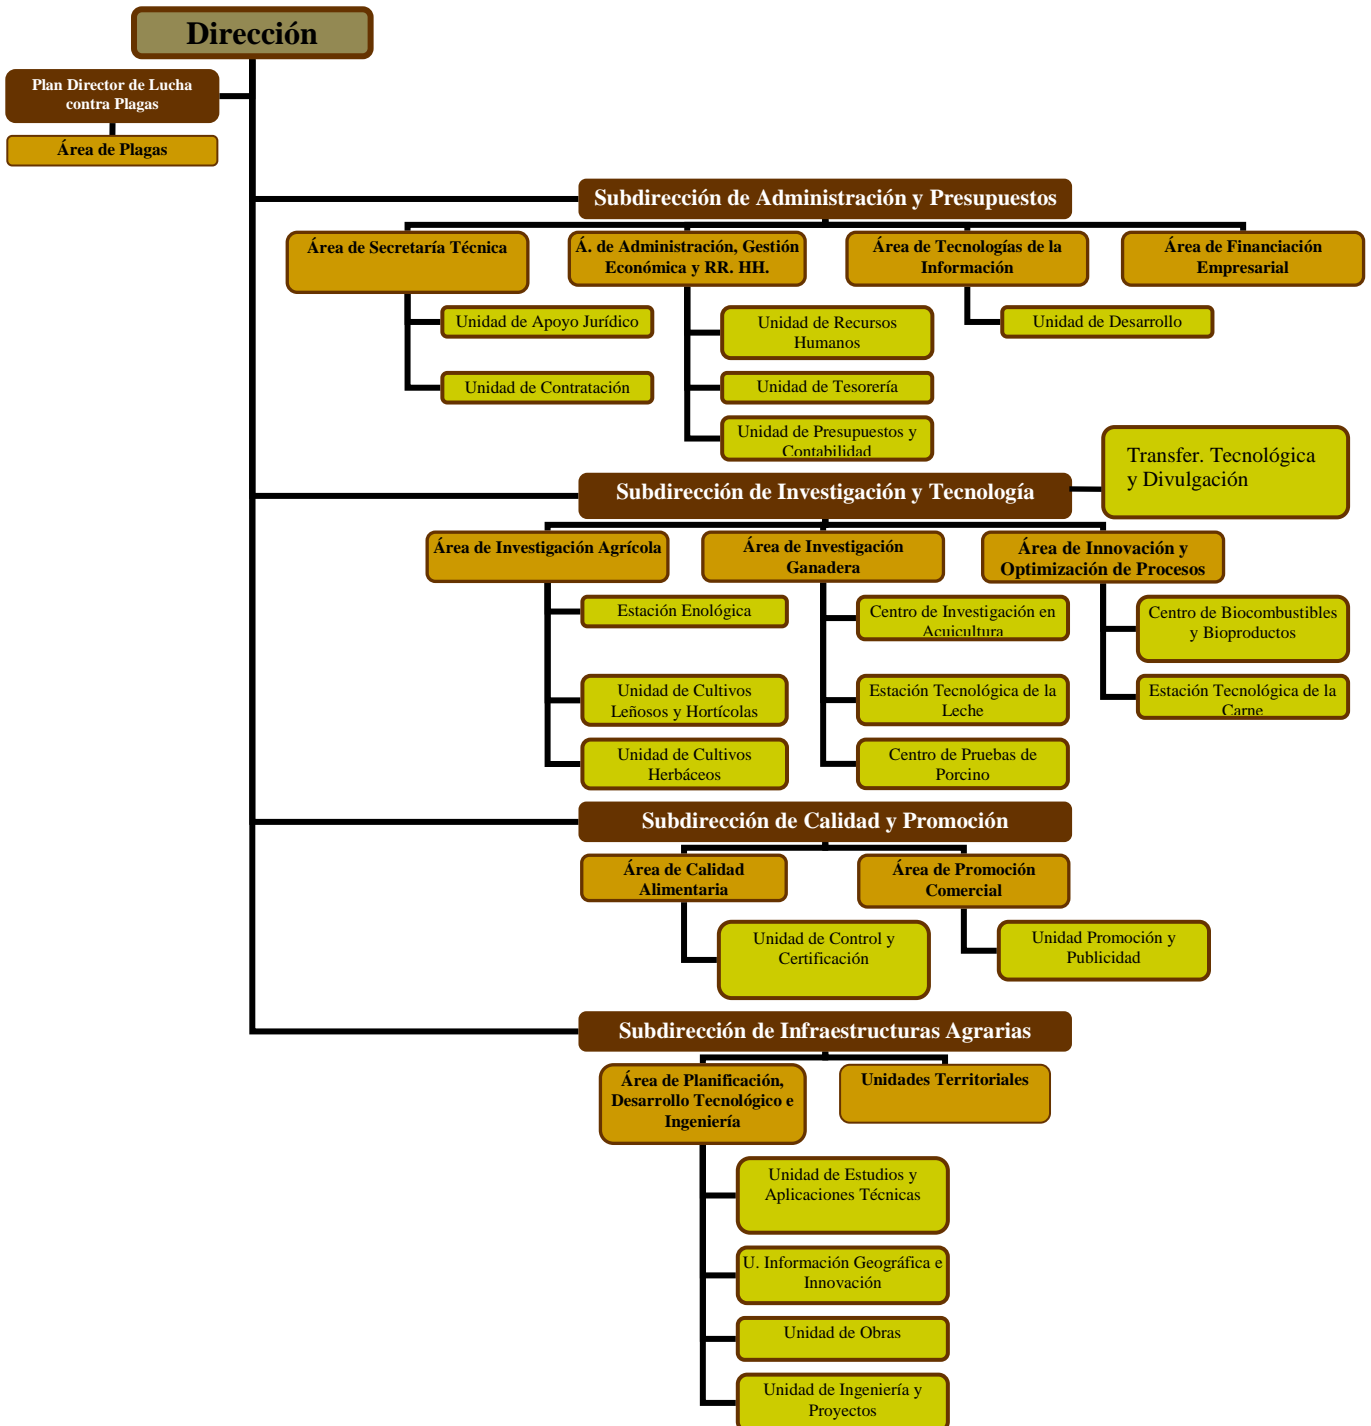 Dirección
Plan Director de Lucha
contra Plagas
Área de Plagas
Subdirección de Administración y Presupuestos
Área de Secretaría Técnica
Á. de Administración, Gestión
Económica y RR. HH.
Área de Tecnologías de la
Información
Área de Financiación
Empresarial
Unidad de Apoyo Jurídico
Unidad de Contratación
Unidad de Recursos
Humanos
Unidad de Tesorería
Unidad de Presupuestos y
Contabilidad
Unidad de Desarrollo
Subdirección de Investigación y Tecnología
Transfer. Tecnológica
y Divulgación
Área de Investigación Agrícola
Área de Investigación
Ganadera
Área de Innovación y
Optimización de Procesos
Estación Enológica
Unidad de Cultivos
Leñosos y Hortícolas
Unidad de Cultivos
Herbáceos
Centro de Investigación en
Acuicultura
Estación Tecnológica de la
Leche
Centro de Pruebas de
Porcino
Centro de Biocombustibles
y Bioproductos
Estación Tecnológica de la
Carne
Subdirección de Calidad y Promoción
Área de Calidad
Alimentaria
Área de Promoción
Comercial
Unidad de Control y
Certificación
Unidad Promoción y
Publicidad
Subdirección de Infraestructuras Agrarias
Área de Planificación,
Desarrollo Tecnológico e
Ingeniería
Unidades Territoriales
Unidad de Estudios y
Aplicaciones Técnicas
U. Información Geográfica e
Innovación
Unidad de Obras
Unidad de Ingeniería y
Proyectos